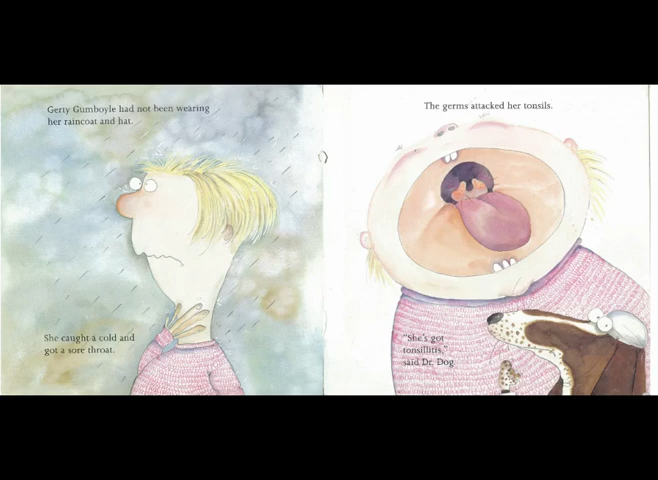 Gerty Gumboyle had not been wearing
her raincoat and hat.
She caught a cold and
got a sore throat.
The germs attacked her tonsils.
"She's got
tonsillitis,"
said Dr. Dog